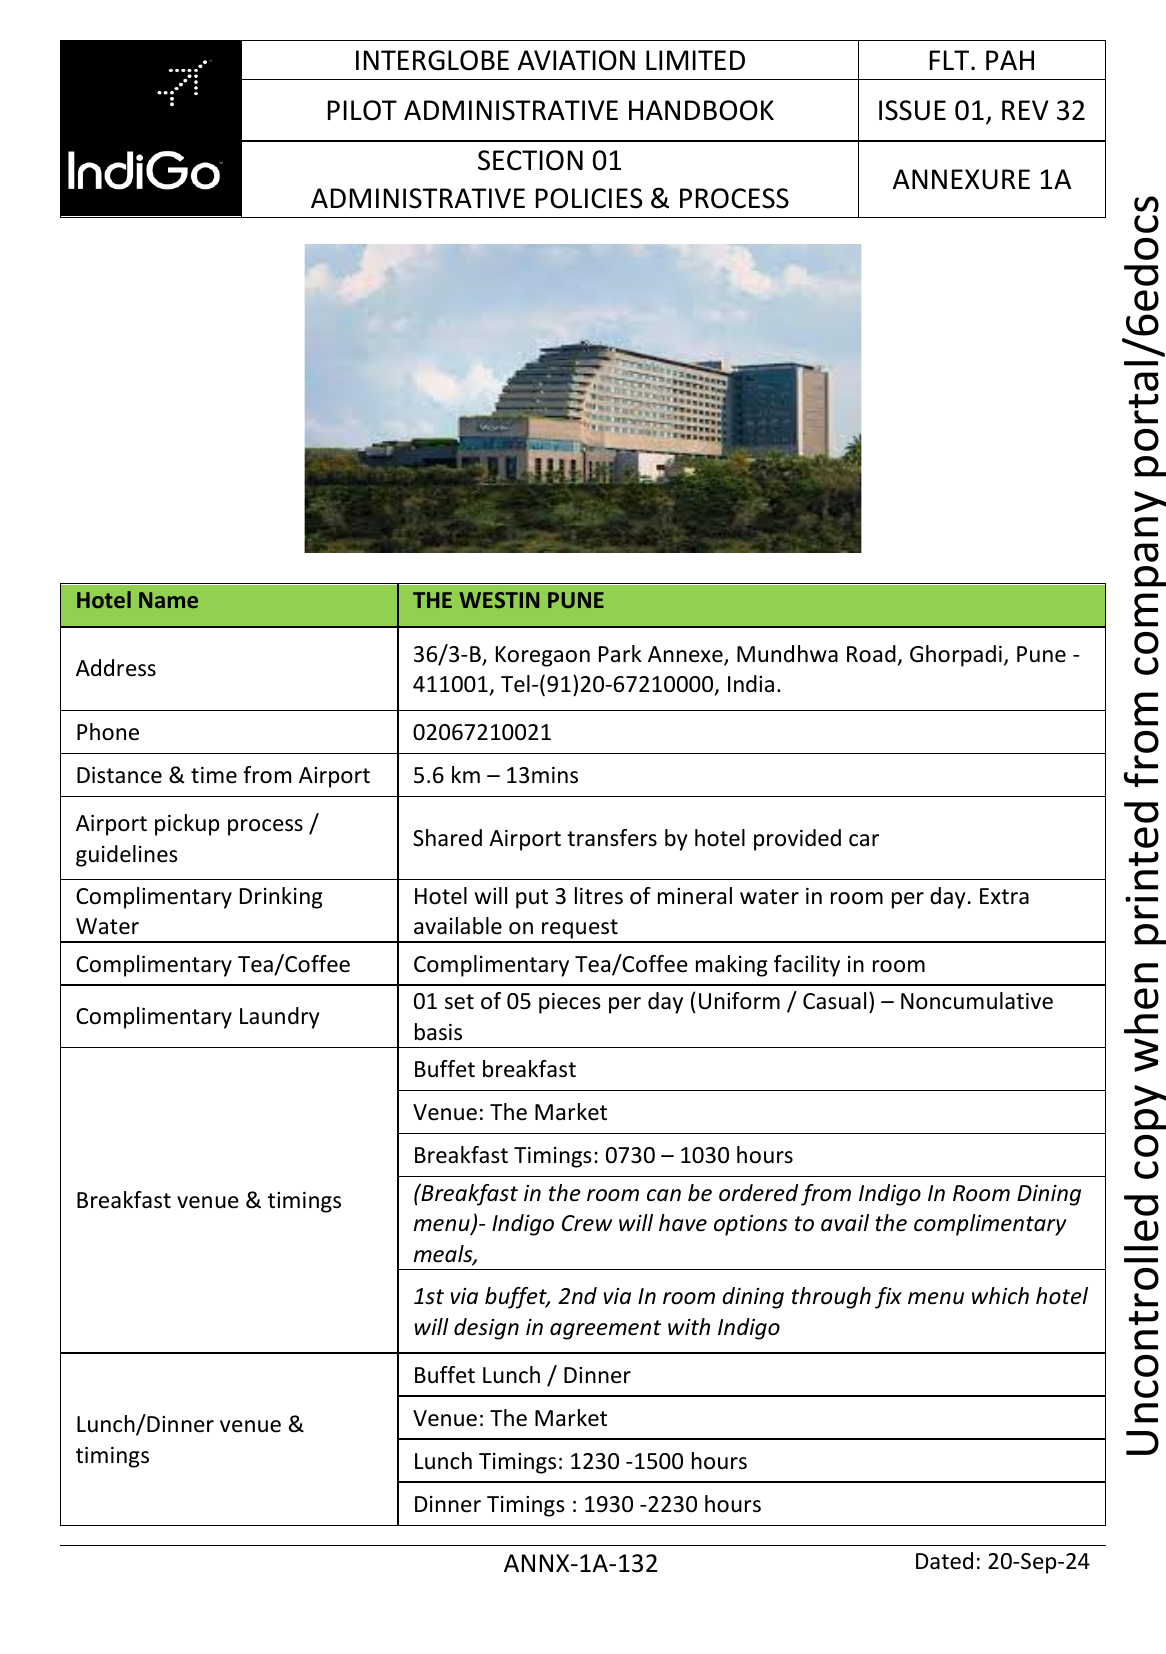 IndiGo
INTERGLOBE AVIATION LIMITED
FLT. PAH
PILOT ADMINISTRATIVE HANDBOOK
ISSUE 01, REV 32
SECTION 01
ADMINISTRATIVE POLICIES & PROCESS
ANNEXURE 1A
Hotel Name
THE WESTIN PUNE
Address
36/3-B, Koregaon Park Annexe, Mundhwa Road, Ghorpadi, Pune -
411001, Tel-(91)20-67210000, India.
Phone
02067210021
Distance & time from Airport
5.6 km – 13mins
Airport pickup process /
guidelines
Shared Airport transfers by hotel provided car
Complimentary Drinking
Water
Hotel will put 3 litres of mineral water in room per day. Extra
available on request
Complimentary Tea/Coffee
Complimentary Tea/Coffee making facility in room
Complimentary Laundry
01 set of 05 pieces per day (Uniform / Casual) – Noncumulative
basis
Breakfast venue & timings
Buffet breakfast
Venue: The Market
Breakfast Timings: 0730 – 1030 hours
(Breakfast in the room can be ordered from Indigo In Room Dining
menu)- Indigo Crew will have options to avail the complimentary
meals,
1st via buffet, 2nd via In room dining through fix menu which hotel
will design in agreement with Indigo
Lunch/Dinner venue &
timings
Buffet Lunch / Dinner
Venue: The Market
Lunch Timings: 1230 -1500 hours
Dinner Timings : 1930 -2230 hours
ANNX-1A-132
Dated: 20-Sep-24
Uncontrolled copy when printed from company portal/6edocs